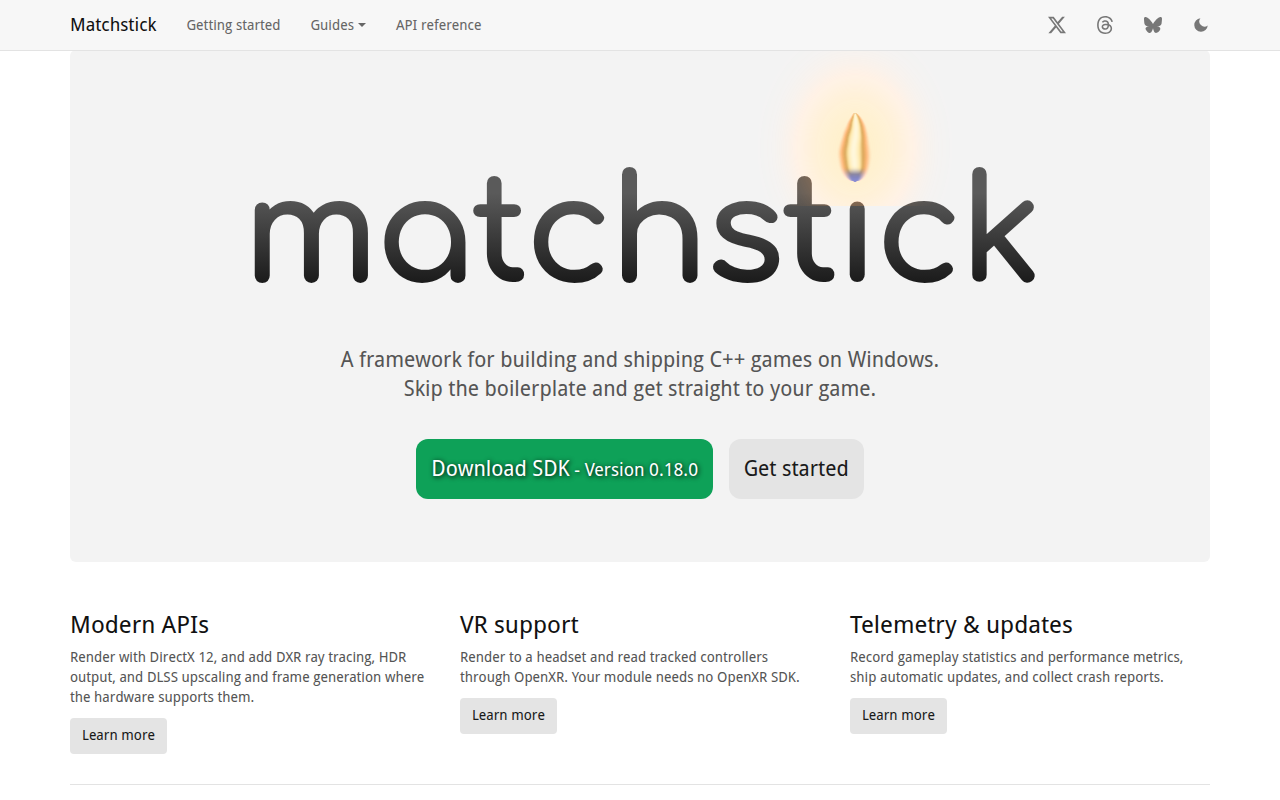 Matchstick Getting started Guides API reference
matchstick
A framework for building and shipping C++ games on Windows.
Skip the boilerplate and get straight to your game.
Download SDK - Version 0.18.0 Get started
Modern APIs
Render with DirectX 12, and add DXR ray tracing, HDR
output, and DLSS upscaling and frame generation where
the hardware supports them.
Learn more
VR support
Render to a headset and read tracked controllers
through OpenXR. Your module needs no OpenXR SDK.
Learn more
Telemetry & updates
Record gameplay statistics and performance metrics,
ship automatic updates, and collect crash reports.
Learn more